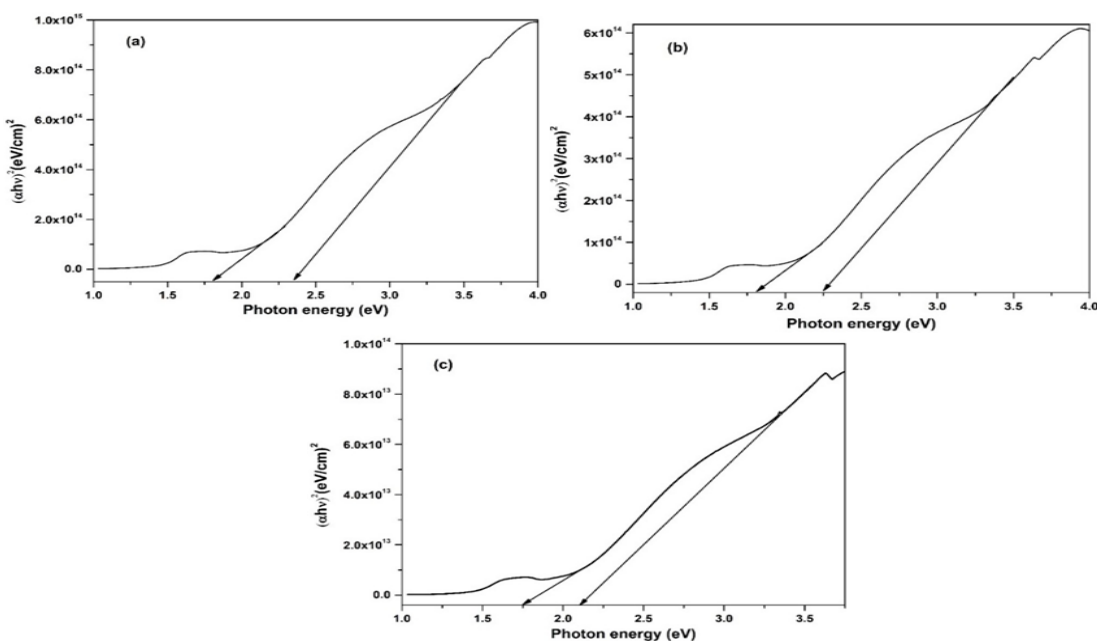 (a)
1.0x10^15
8.0x10^14
6.0x10^14
4.0x10^14
2.0x10^14
0.0
(αhν)^2(eV/cm)^2
1.0 1.5 2.0 2.5 3.0 3.5 4.0
Photon energy (eV)
(b)
6x10^14
5x10^14
4x10^14
3x10^14
2x10^14
1x10^14
0
(αhν)^2(eV/cm)^2
1.0 1.5 2.0 2.5 3.0 3.5 4.0
Photon energy (eV)
(c)
1.0x10^14
8.0x10^13
6.0x10^13
4.0x10^13
2.0x10^13
0.0
(αhν)^2(eV/cm)^2
1.0 1.5 2.0 2.5 3.0 3.5
Photon energy (eV)